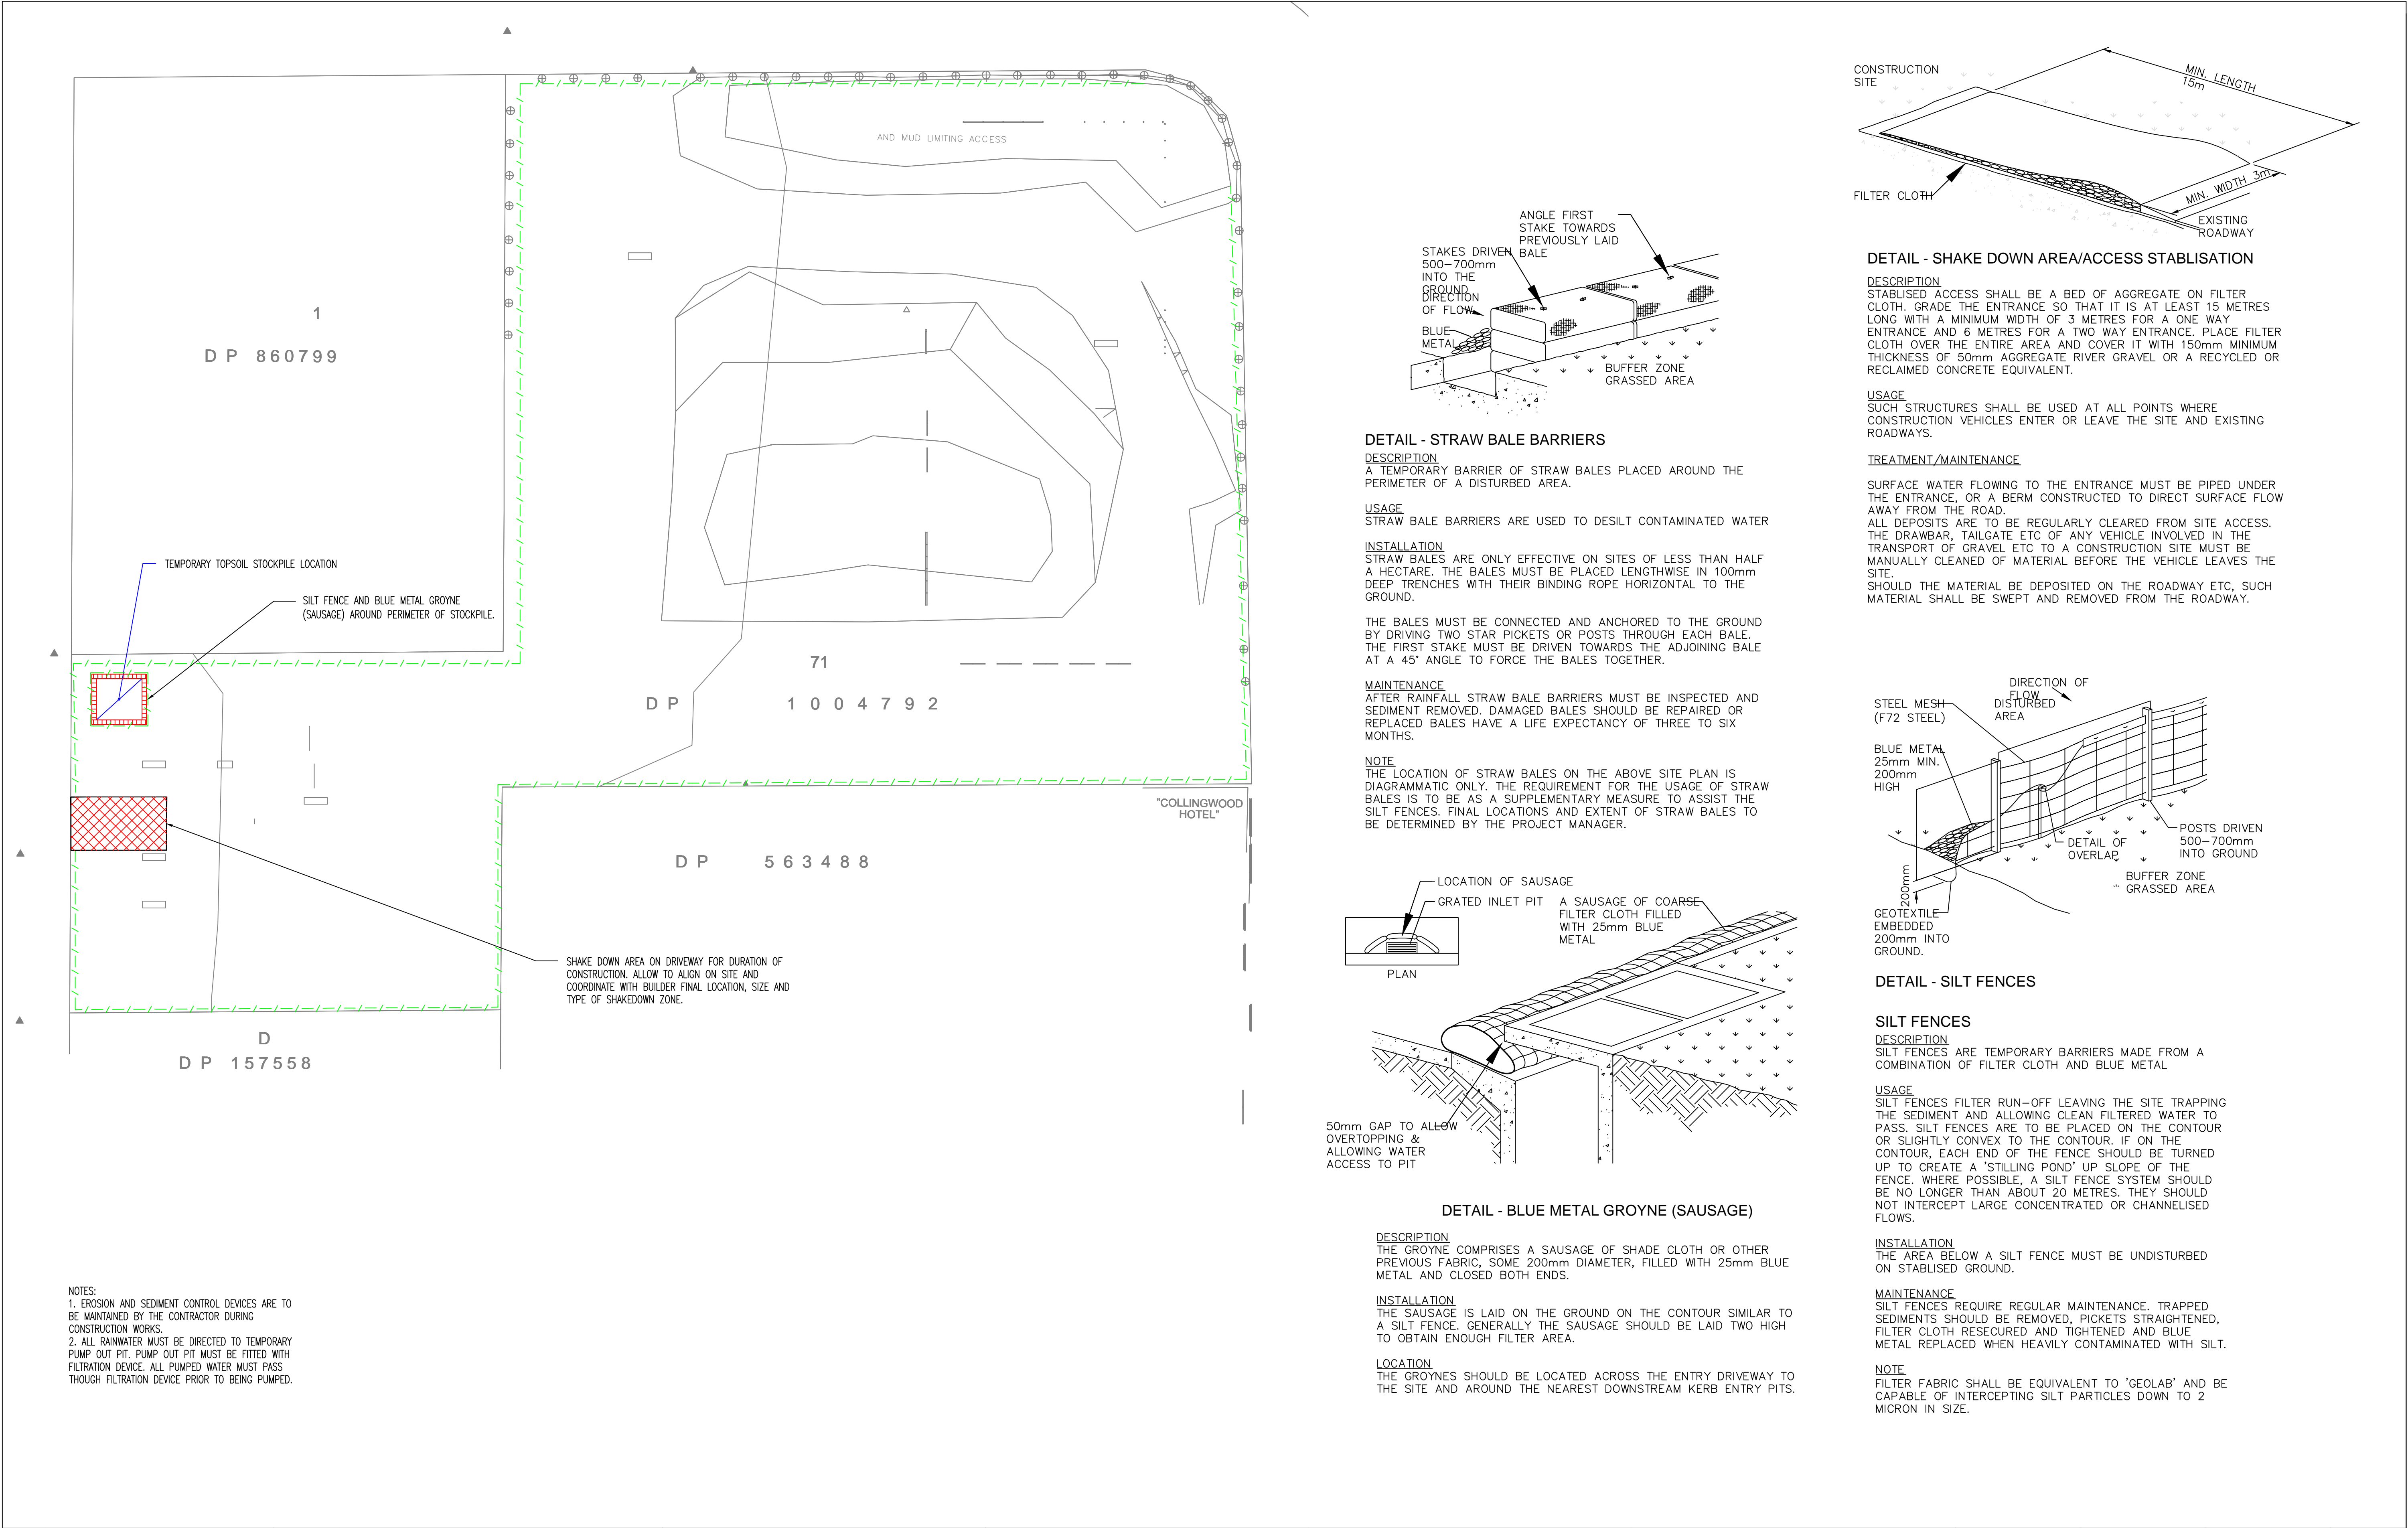 AND MUD LIMITING ACCESS
1
DP 860799
TEMPORARY TOPSOIL STOCKPILE LOCATION
SILT FENCE AND BLUE METAL GROYNE
(SAUSAGE) AROUND PERIMETER OF STOCKPILE.
71
DP 1004792
"COLLINGWOOD
HOTEL"
DP 563488
SHAKE DOWN AREA ON DRIVEWAY FOR DURATION OF
CONSTRUCTION. ALLOW TO ALIGN ON SITE AND
COORDINATE WITH BUILDER FINAL LOCATION, SIZE AND
TYPE OF SHAKEDOWN ZONE.
D
DP 157558
NOTES:
1. EROSION AND SEDIMENT CONTROL DEVICES ARE TO
BE MAINTAINED BY THE CONTRACTOR DURING
CONSTRUCTION WORKS.
2. ALL RAINWATER MUST BE DIRECTED TO TEMPORARY
PUMP OUT PIT. PUMP OUT PIT MUST BE FITTED WITH
FILTRATION DEVICE. ALL PUMPED WATER MUST PASS
THOUGH FILTRATION DEVICE PRIOR TO BEING PUMPED.
ANGLE FIRST
STAKE TOWARDS
PREVIOUSLY LAID
BALE
STAKES DRIVEN
500-700mm
INTO THE
GROUND
DIRECTION
OF FLOW
BLUE
METAL
BUFFER ZONE
GRASSED AREA
DETAIL - STRAW BALE BARRIERS
DESCRIPTION
A TEMPORARY BARRIER OF STRAW BALES PLACED AROUND THE
PERIMETER OF A DISTURBED AREA.
USAGE
STRAW BALE BARRIERS ARE USED TO DESILT CONTAMINATED WATER
INSTALLATION
STRAW BALES ARE ONLY EFFECTIVE ON SITES OF LESS THAN HALF
A HECTARE. THE BALES MUST BE PLACED LENGTHWISE IN 100mm
DEEP TRENCHES WITH THEIR BINDING ROPE HORIZONTAL TO THE
GROUND.
THE BALES MUST BE CONNECTED AND ANCHORED TO THE GROUND
BY DRIVING TWO STAR PICKETS OR POSTS THROUGH EACH BALE.
THE FIRST STAKE MUST BE DRIVEN TOWARDS THE ADJOINING BALE
AT A 45° ANGLE TO FORCE THE BALES TOGETHER.
MAINTENANCE
AFTER RAINFALL STRAW BALE BARRIERS MUST BE INSPECTED AND
SEDIMENT REMOVED. DAMAGED BALES SHOULD BE REPAIRED OR
REPLACED BALES HAVE A LIFE EXPECTANCY OF THREE TO SIX
MONTHS.
NOTE
THE LOCATION OF STRAW BALES ON THE ABOVE SITE PLAN IS
DIAGRAMMATIC ONLY. THE REQUIREMENT FOR THE USAGE OF STRAW
BALES IS TO BE AS A SUPPLEMENTARY MEASURE TO ASSIST THE
SILT FENCES. FINAL LOCATIONS AND EXTENT OF STRAW BALES TO
BE DETERMINED BY THE PROJECT MANAGER.
LOCATION OF SAUSAGE
GRATED INLET PIT
PLAN
A SAUSAGE OF COARSE
FILTER CLOTH FILLED
WITH 25mm BLUE
METAL
50mm GAP TO ALLOW
OVERTOPPING &
ALLOWING WATER
ACCESS TO PIT
DETAIL - BLUE METAL GROYNE (SAUSAGE)
DESCRIPTION
THE GROYNE COMPRISES A SAUSAGE OF SHADE CLOTH OR OTHER
PREVIOUS FABRIC, SOME 200mm DIAMETER, FILLED WITH 25mm BLUE
METAL AND CLOSED BOTH ENDS.
INSTALLATION
THE SAUSAGE IS LAID ON THE GROUND ON THE CONTOUR SIMILAR TO
A SILT FENCE. GENERALLY THE SAUSAGE SHOULD BE LAID TWO HIGH
TO OBTAIN ENOUGH FILTER AREA.
LOCATION
THE GROYNES SHOULD BE LOCATED ACROSS THE ENTRY DRIVEWAY TO
THE SITE AND AROUND THE NEAREST DOWNSTREAM KERB ENTRY PITS.
CONSTRUCTION
SITE
MIN. LENGTH
15m
FILTER CLOTH
MIN. WIDTH 3m
EXISTING
ROADWAY
DETAIL - SHAKE DOWN AREA/ACCESS STABLISATION
DESCRIPTION
STABLISED ACCESS SHALL BE A BED OF AGGREGATE ON FILTER
CLOTH. GRADE THE ENTRANCE SO THAT IT IS AT LEAST 15 METRES
LONG WITH A MINIMUM WIDTH OF 3 METRES FOR A ONE WAY
ENTRANCE AND 6 METRES FOR A TWO WAY ENTRANCE. PLACE FILTER
CLOTH OVER THE ENTIRE AREA AND COVER IT WITH 150mm MINIMUM
THICKNESS OF 50mm AGGREGATE RIVER GRAVEL OR A RECYCLED OR
RECLAIMED CONCRETE EQUIVALENT.
USAGE
SUCH STRUCTURES SHALL BE USED AT ALL POINTS WHERE
CONSTRUCTION VEHICLES ENTER OR LEAVE THE SITE AND EXISTING
ROADWAYS.
TREATMENT/MAINTENANCE
SURFACE WATER FLOWING TO THE ENTRANCE MUST BE PIPED UNDER
THE ENTRANCE, OR A BERM CONSTRUCTED TO DIRECT SURFACE FLOW
AWAY FROM THE ROAD.
ALL DEPOSITS ARE TO BE REGULARLY CLEARED FROM SITE ACCESS.
THE DRAWBAR, TAILGATE ETC OF ANY VEHICLE INVOLVED IN THE
TRANSPORT OF GRAVEL ETC TO A CONSTRUCTION SITE MUST BE
MANUALLY CLEANED OF MATERIAL BEFORE THE VEHICLE LEAVES THE
SITE.
SHOULD THE MATERIAL BE DEPOSITED ON THE ROADWAY ETC, SUCH
MATERIAL SHALL BE SWEPT AND REMOVED FROM THE ROADWAY.
DIRECTION OF
FLOW
DISTURBED
AREA
STEEL MESH
(F72 STEEL)
BLUE METAL
25mm MIN.
200mm
HIGH
DETAIL OF
OVERLAP
POSTS DRIVEN
500-700mm
INTO GROUND
BUFFER ZONE
GRASSED AREA
200mm
GEOTEXTILE
EMBEDDED
200mm INTO
GROUND.
DETAIL - SILT FENCES
SILT FENCES
DESCRIPTION
SILT FENCES ARE TEMPORARY BARRIERS MADE FROM A
COMBINATION OF FILTER CLOTH AND BLUE METAL
USAGE
SILT FENCES FILTER RUN-OFF LEAVING THE SITE TRAPPING
THE SEDIMENT AND ALLOWING CLEAN FILTERED WATER TO
PASS. SILT FENCES ARE TO BE PLACED ON THE CONTOUR
OR SLIGHTLY CONVEX TO THE CONTOUR. IF ON THE
CONTOUR, EACH END OF THE FENCE SHOULD BE TURNED
UP TO CREATE A 'STILLING POND' UP SLOPE OF THE
FENCE. WHERE POSSIBLE, A SILT FENCE SYSTEM SHOULD
BE NO LONGER THAN ABOUT 20 METRES. THEY SHOULD
NOT INTERCEPT LARGE CONCENTRATED OR CHANNELISED
FLOWS.
INSTALLATION
THE AREA BELOW A SILT FENCE MUST BE UNDISTURBED
ON STABLISED GROUND.
MAINTENANCE
SILT FENCES REQUIRE REGULAR MAINTENANCE. TRAPPED
SEDIMENTS SHOULD BE REMOVED, PICKETS STRAIGHTENED,
FILTER CLOTH RESECURED AND TIGHTENED AND BLUE
METAL REPLACED WHEN HEAVILY CONTAMINATED WITH SILT.
NOTE
FILTER FABRIC SHALL BE EQUIVALENT TO 'GEOLAB' AND BE
CAPABLE OF INTERCEPTING SILT PARTICLES DOWN TO 2
MICRON IN SIZE.